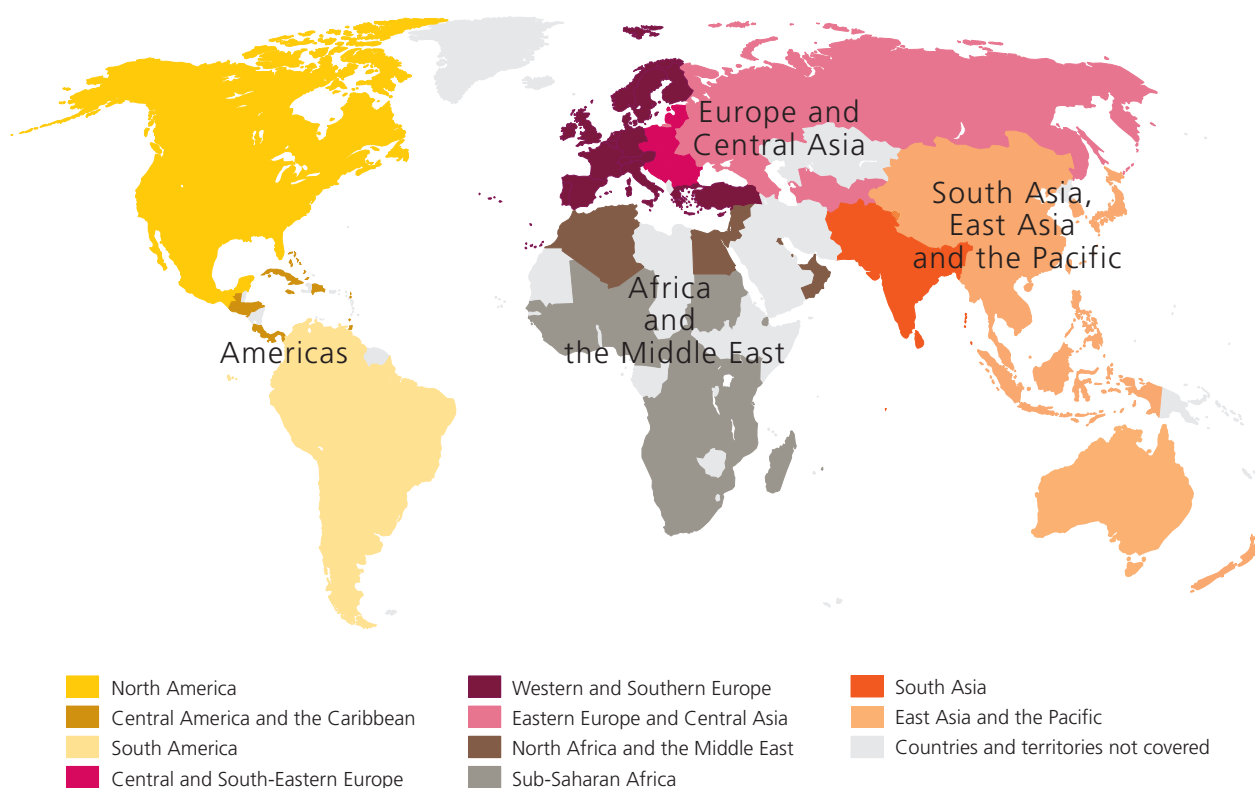 Europe and
Central Asia
South Asia,
East Asia
and the Pacific
Africa
and
the Middle East
Americas
North America
Central America and the Caribbean
South America
Central and South-Eastern Europe
Western and Southern Europe
Eastern Europe and Central Asia
North Africa and the Middle East
Sub-Saharan Africa
South Asia
East Asia and the Pacific
Countries and territories not covered